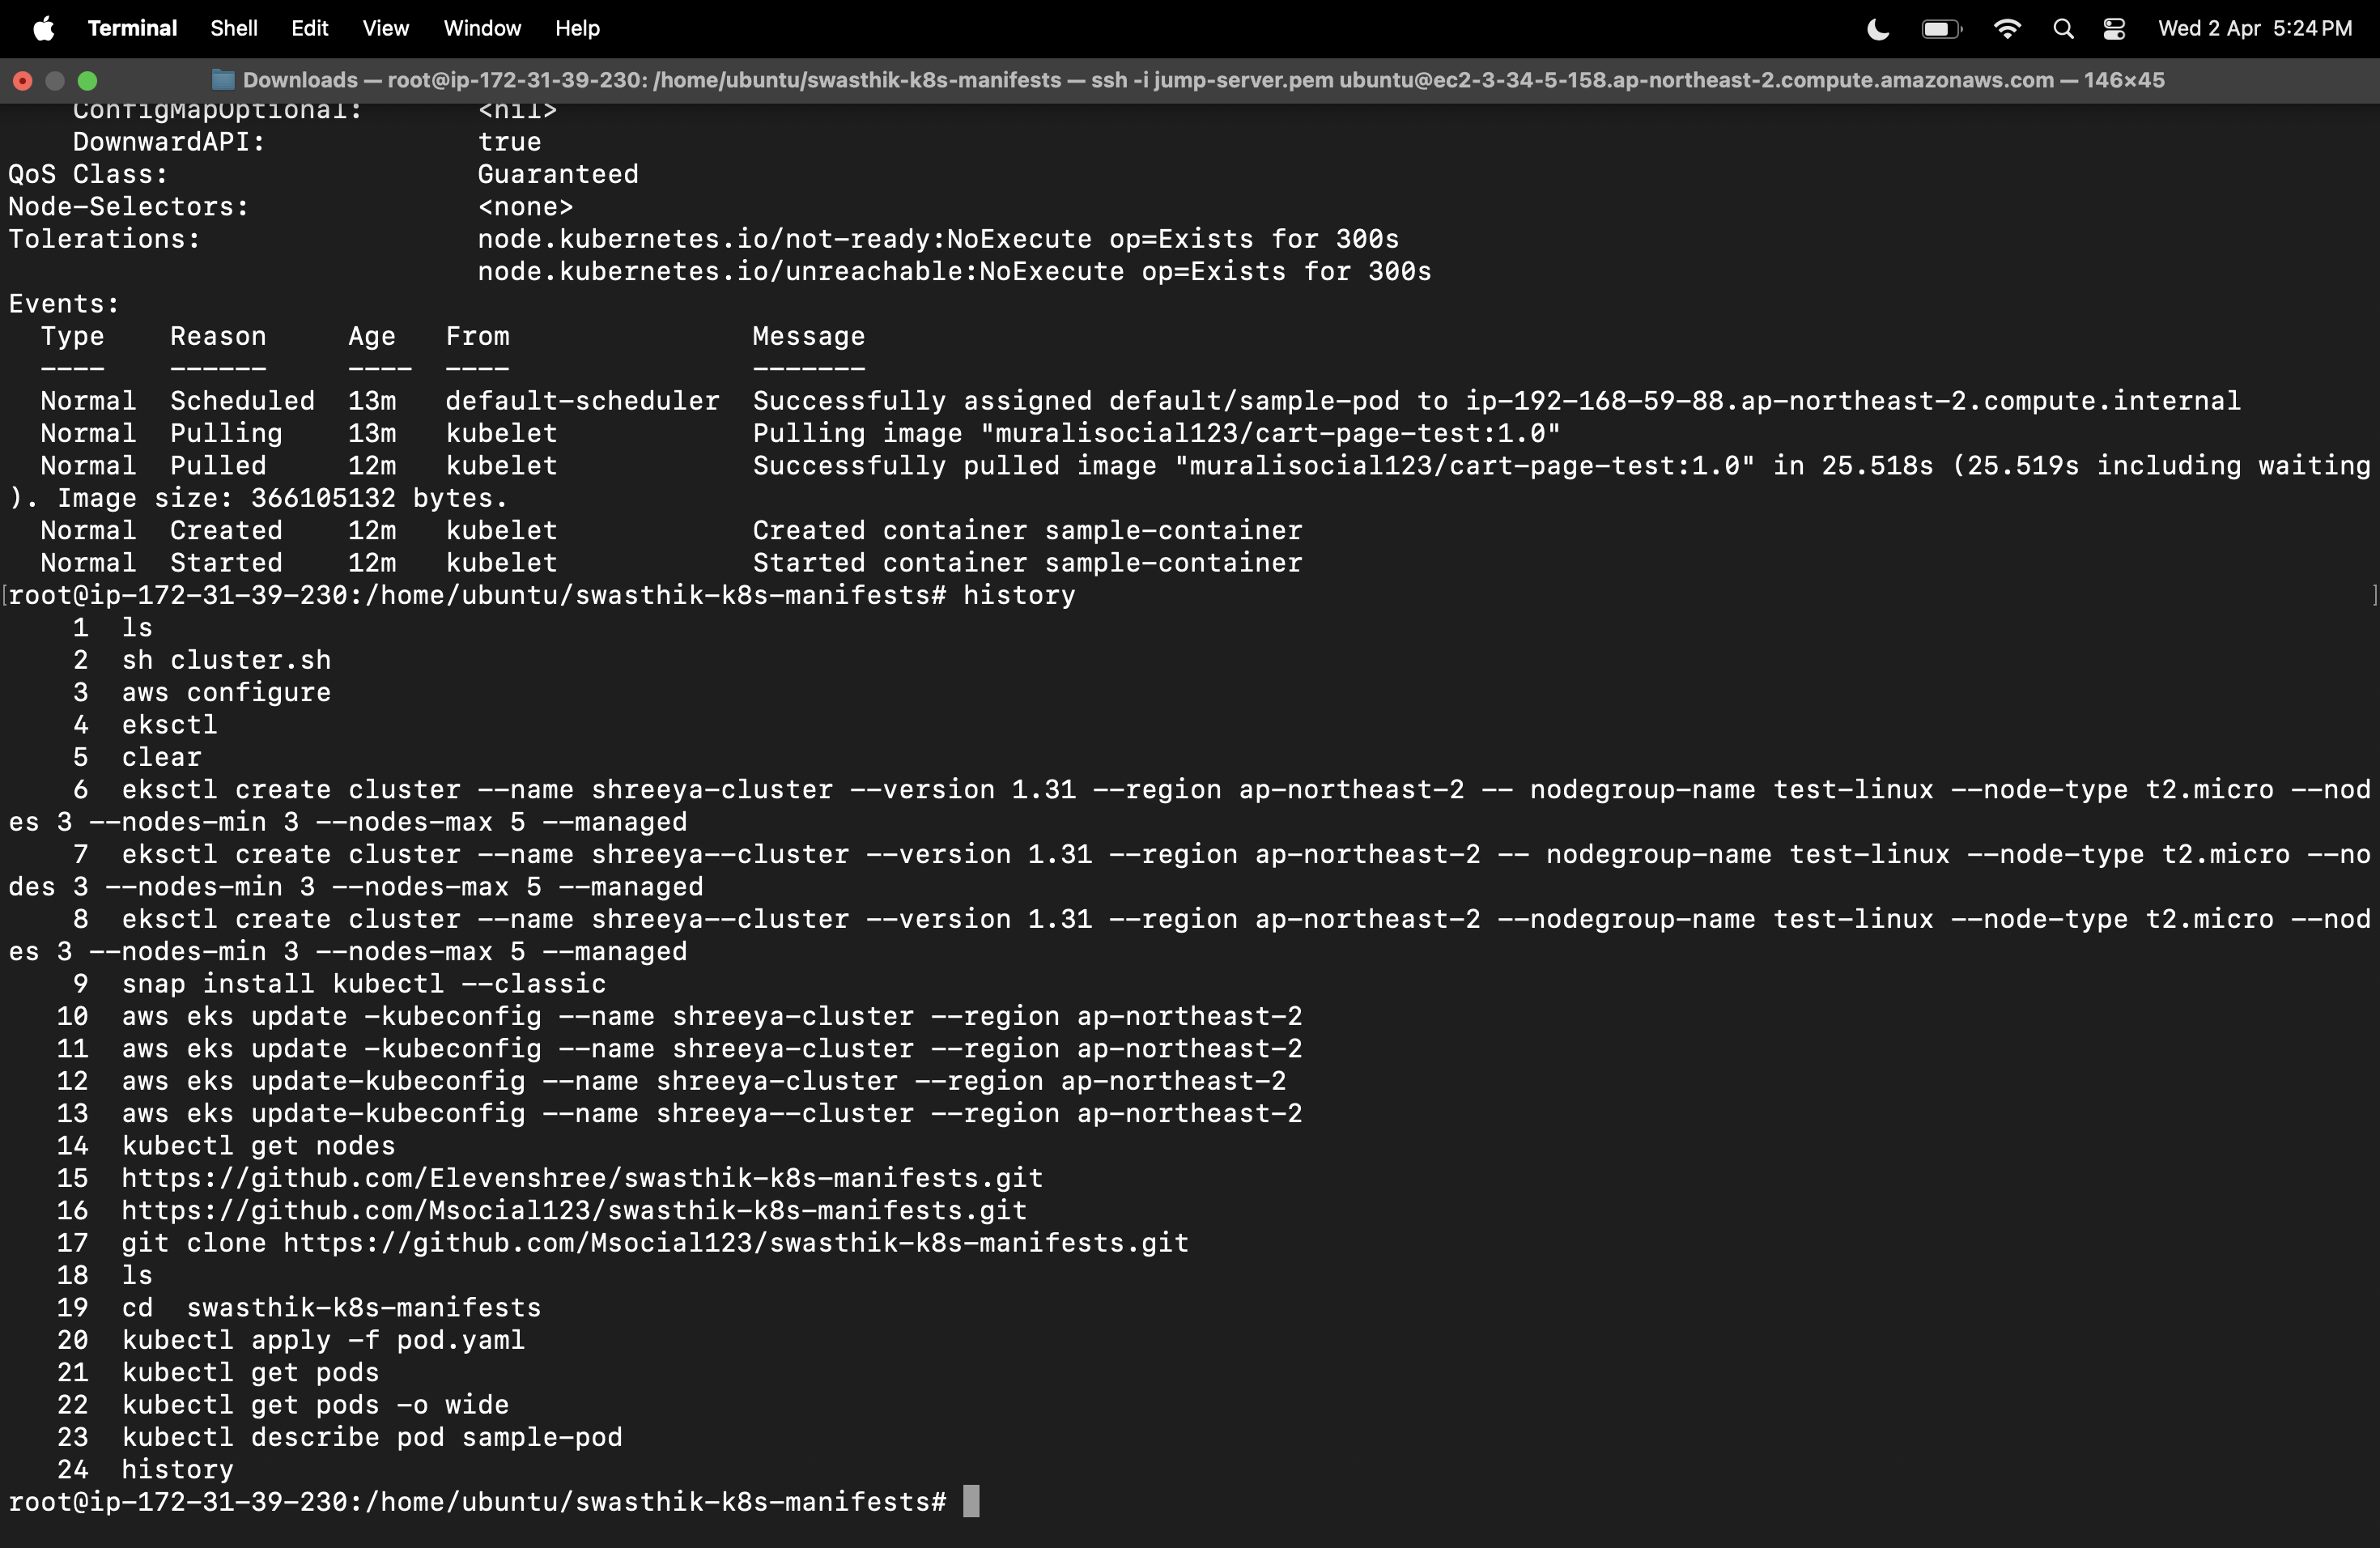 Terminal Shell Edit View Window Help Wed 2 Apr 5:24 PM
Downloads — root@ip-172-31-39-230: /home/ubuntu/swasthik-k8s-manifests — ssh -i jump-server.pem ubuntu@ec2-3-34-5-158.ap-northeast-2.compute.amazonaws.com — 146×45
    ConfigMapOptional:       <nil>
    DownwardAPI:             true
QoS Class:                   Guaranteed
Node-Selectors:              <none>
Tolerations:                 node.kubernetes.io/not-ready:NoExecute op=Exists for 300s
                             node.kubernetes.io/unreachable:NoExecute op=Exists for 300s
Events:
  Type    Reason     Age   From               Message
  ----    ------     ----  ----               -------
  Normal  Scheduled  13m   default-scheduler  Successfully assigned default/sample-pod to ip-192-168-59-88.ap-northeast-2.compute.internal
  Normal  Pulling    13m   kubelet            Pulling image "muralisocial123/cart-page-test:1.0"
  Normal  Pulled     12m   kubelet            Successfully pulled image "muralisocial123/cart-page-test:1.0" in 25.518s (25.519s including waiting
). Image size: 366105132 bytes.
  Normal  Created    12m   kubelet            Created container sample-container
  Normal  Started    12m   kubelet            Started container sample-container
[root@ip-172-31-39-230:/home/ubuntu/swasthik-k8s-manifests# history ]
    1  ls
    2  sh cluster.sh
    3  aws configure
    4  eksctl
    5  clear
    6  eksctl create cluster --name shreeya-cluster --version 1.31 --region ap-northeast-2 -- nodegroup-name test-linux --node-type t2.micro --nod
es 3 --nodes-min 3 --nodes-max 5 --managed
    7  eksctl create cluster --name shreeya--cluster --version 1.31 --region ap-northeast-2 -- nodegroup-name test-linux --node-type t2.micro --no
des 3 --nodes-min 3 --nodes-max 5 --managed
    8  eksctl create cluster --name shreeya--cluster --version 1.31 --region ap-northeast-2 --nodegroup-name test-linux --node-type t2.micro --nod
es 3 --nodes-min 3 --nodes-max 5 --managed
    9  snap install kubectl --classic
   10  aws eks update -kubeconfig --name shreeya-cluster --region ap-northeast-2
   11  aws eks update -kubeconfig --name shreeya-cluster --region ap-northeast-2
   12  aws eks update-kubeconfig --name shreeya-cluster --region ap-northeast-2
   13  aws eks update-kubeconfig --name shreeya--cluster --region ap-northeast-2
   14  kubectl get nodes
   15  https://github.com/Elevenshree/swasthik-k8s-manifests.git
   16  https://github.com/Msocial123/swasthik-k8s-manifests.git
   17  git clone https://github.com/Msocial123/swasthik-k8s-manifests.git
   18  ls
   19  cd  swasthik-k8s-manifests
   20  kubectl apply -f pod.yaml
   21  kubectl get pods
   22  kubectl get pods -o wide
   23  kubectl describe pod sample-pod
   24  history
root@ip-172-31-39-230:/home/ubuntu/swasthik-k8s-manifests#